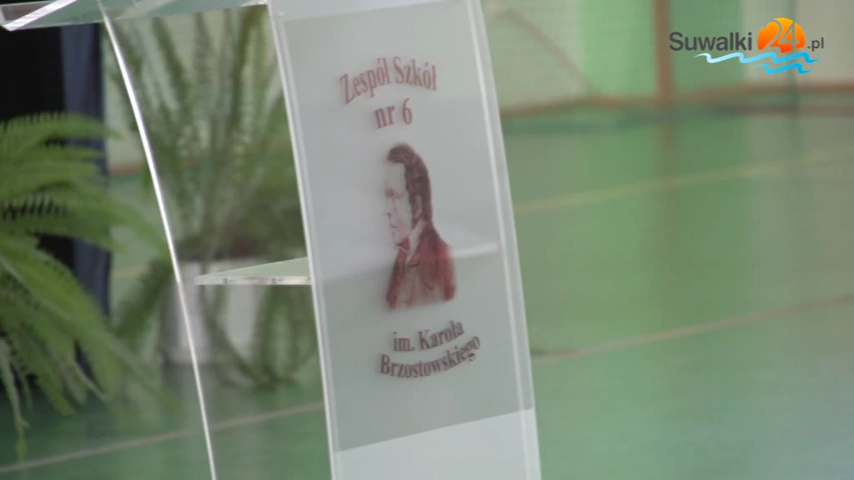 Suwalki24.pl
Zespół Szkół
nr 6
im. Karola
Brzostowskiego